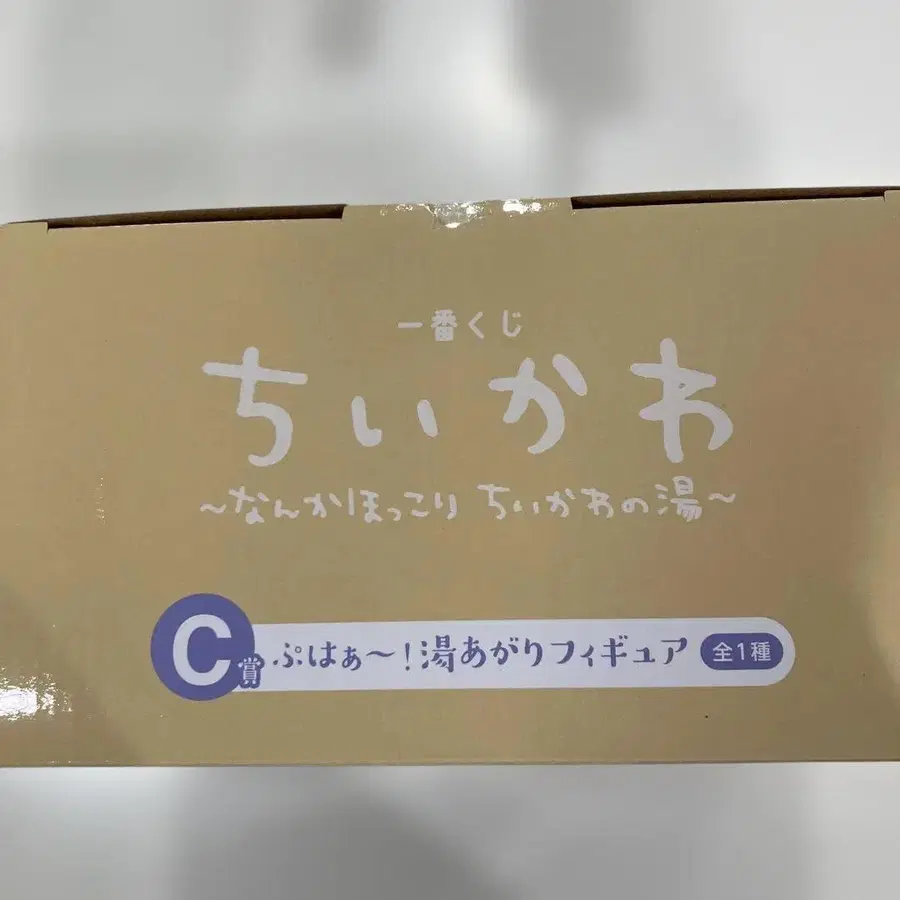 一番くじ
ちいかわ
～なんかほっこり ちいかわの湯～
C賞 ぷはぁ～!湯あがりフィギュア 全1種